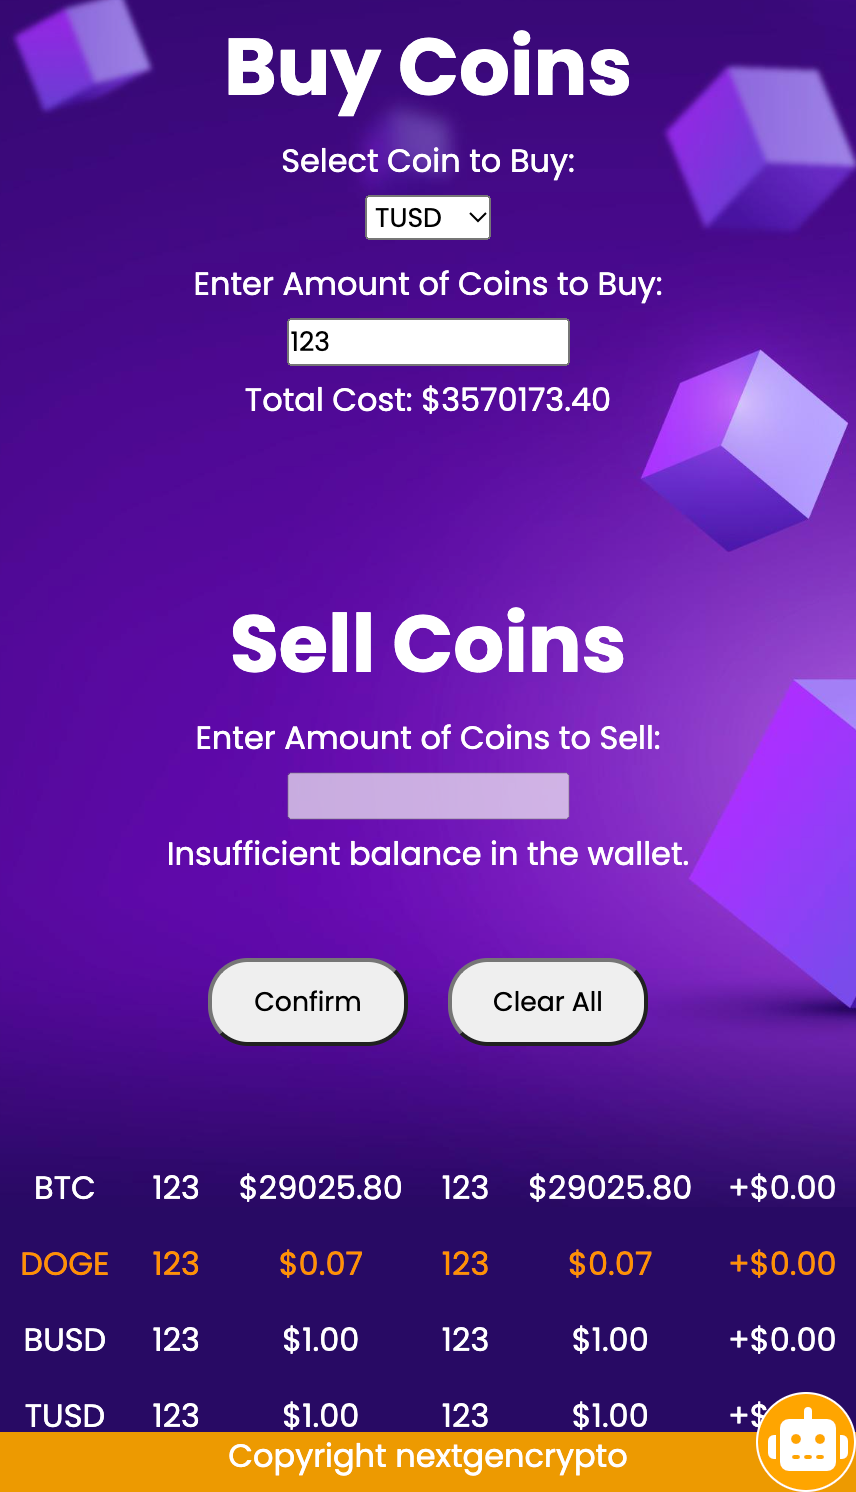 Buy Coins
Select Coin to Buy:
TUSD
Enter Amount of Coins to Buy:
123
Total Cost: $3570173.40
Sell Coins
Enter Amount of Coins to Sell:
Insufficient balance in the wallet.
Confirm Clear All
BTC 123 $29025.80 123 $29025.80 +$0.00
DOGE 123 $0.07 123 $0.07 +$0.00
BUSD 123 $1.00 123 $1.00 +$0.00
TUSD 123 $1.00 123 $1.00 +$
Copyright nextgencrypto